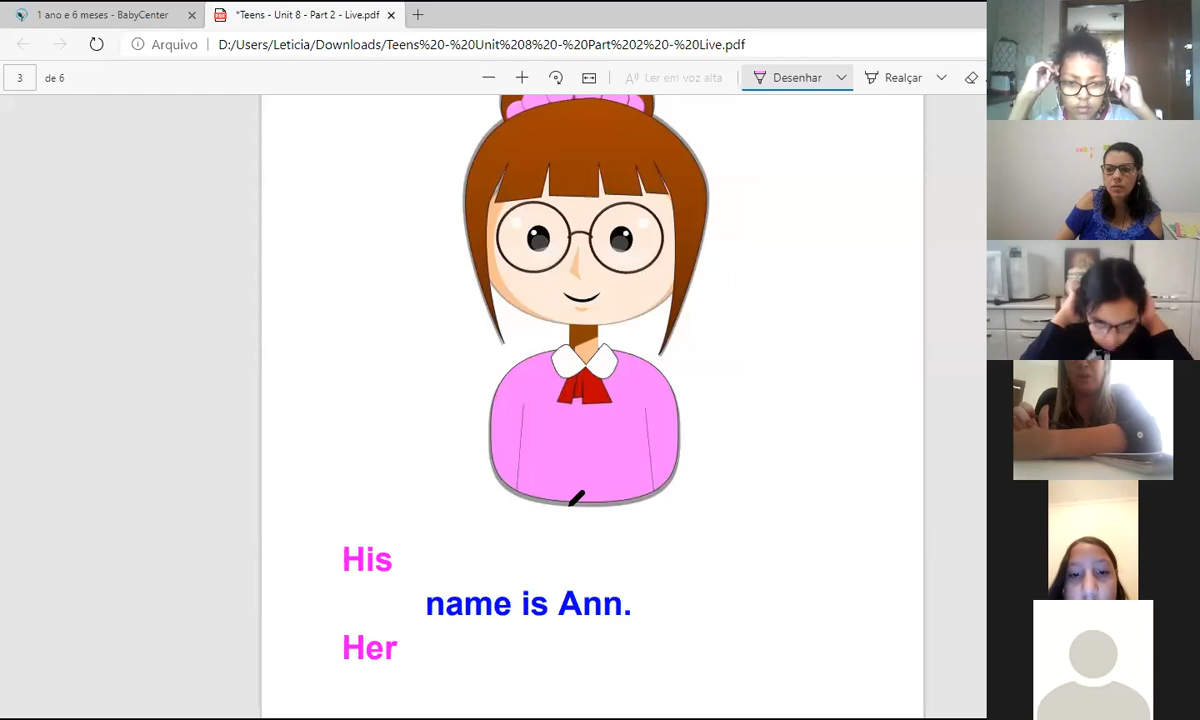 1 ano e 6 meses - BabyCenter
*Teens - Unit 8 - Part 2 - Live.pdf
Arquivo
D:/Users/Leticia/Downloads/Teens%20-%20Unit%208%20-%20Part%202%20-%20Live.pdf
3 de 6
Ler em voz alta
Desenhar
Realçar
His
name is Ann.
Her